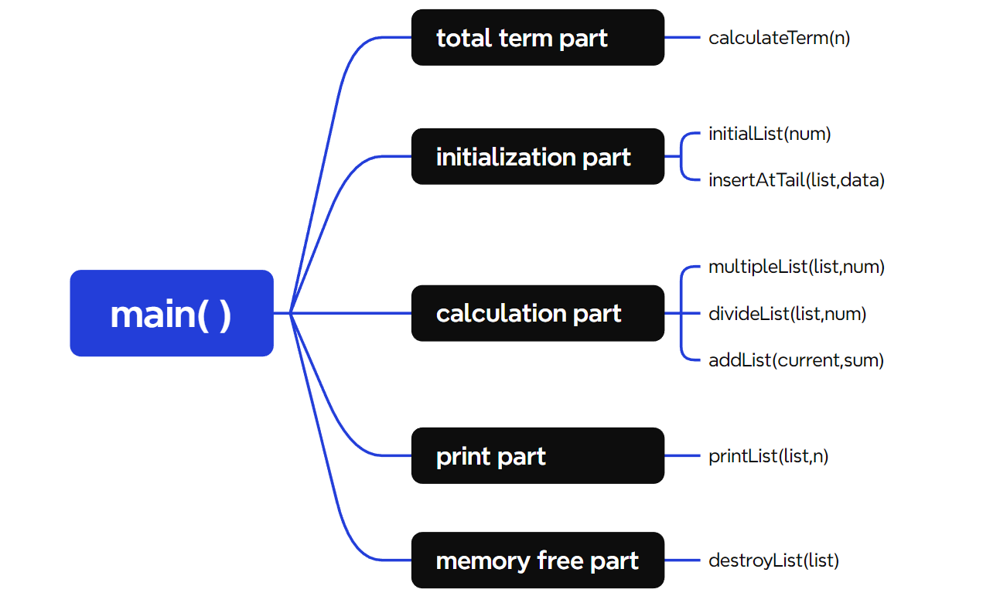 total term part
calculateTerm(n)
initialization part
initialList(num)
insertAtTail(list,data)
main( )
calculation part
multipleList(list,num)
divideList(list,num)
addList(current,sum)
print part
printList(list,n)
memory free part
destroyList(list)